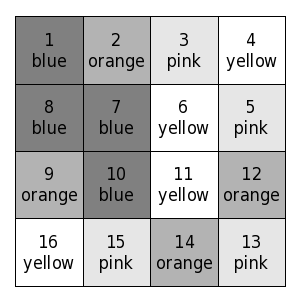 1 2 3 4
blue orange pink yellow
8 7 6 5
blue blue yellow pink
9 10 11 12
orange blue yellow orange
16 15 14 13
yellow pink orange pink